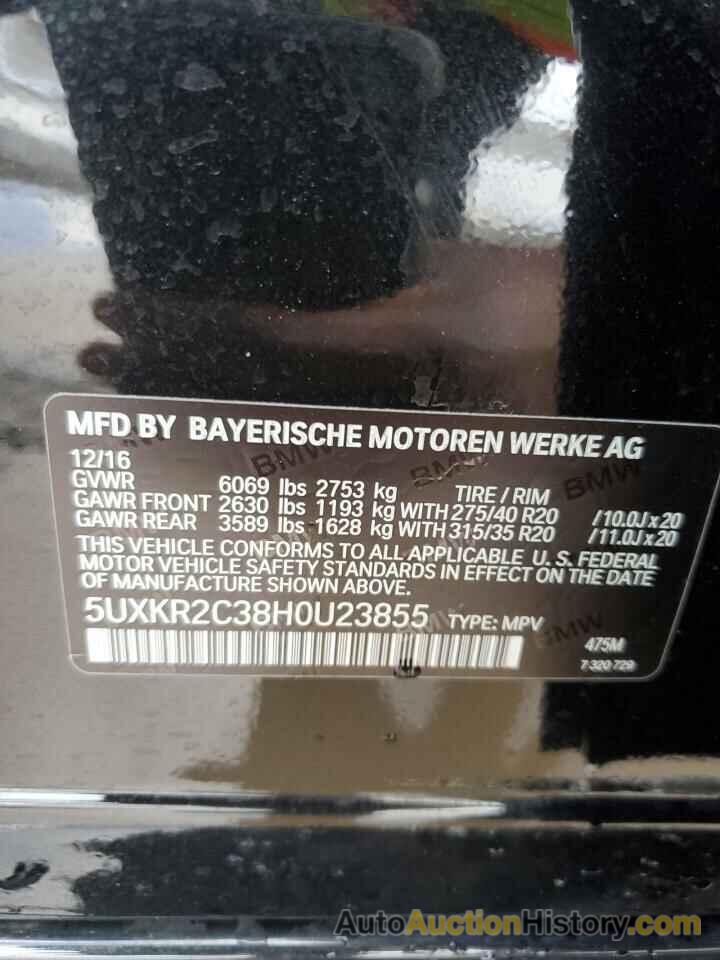 MFD BY BAYERISCHE MOTOREN WERKE AG
12/16
GVWR 6069 lbs 2753 kg TIRE / RIM
GAWR FRONT 2630 lbs 1193 kg WITH 275/40 R20 / 10.0J x 20
GAWR REAR 3589 lbs 1628 kg WITH 315/35 R20 / 11.0J x 20
THIS VEHICLE CONFORMS TO ALL APPLICABLE U. S. FEDERAL
MOTOR VEHICLE SAFETY STANDARDS IN EFFECT ON THE DATE
OF MANUFACTURE SHOWN ABOVE.
5UXKR2C38H0U23855 TYPE: MPV
475M
7 320 729
BMW
BMW
BMW
AutoAuctionHistory.com